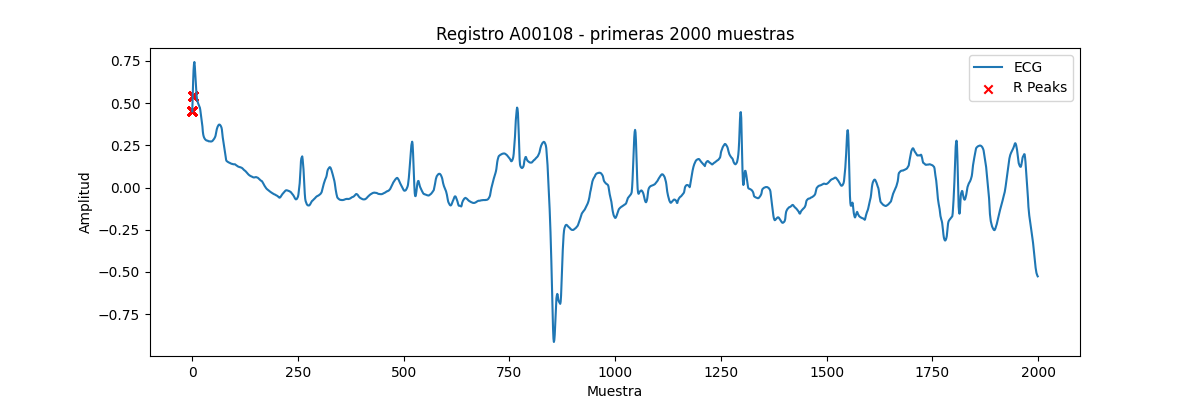 Registro A00108 - primeras 2000 muestras
ECG
R Peaks
Amplitud
0.75
0.50
0.25
0.00
−0.25
−0.50
−0.75
0 250 500 750 1000 1250 1500 1750 2000
Muestra